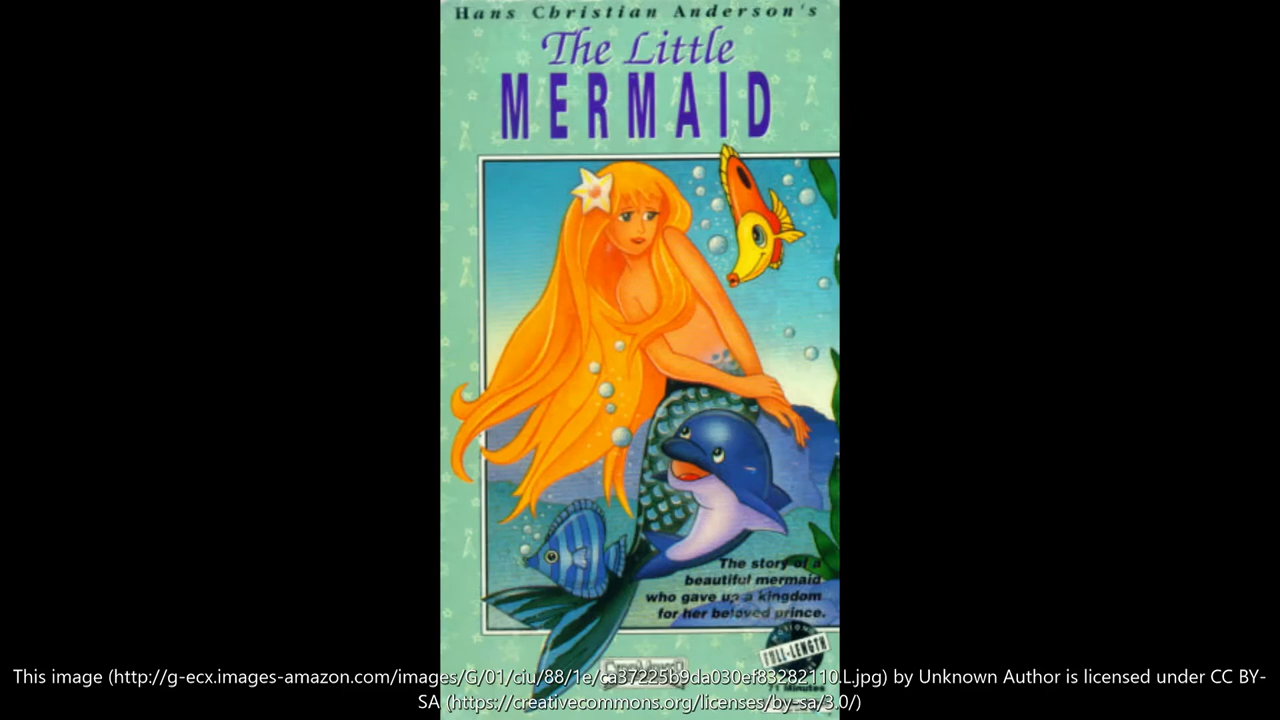 Hans Christian Anderson's
The Little
MERMAID
The story of a
beautiful mermaid
who gave up a kingdom
for her beloved prince.
FULL-LENGTH
71 Minutes
This image (http://g-ecx.images-amazon.com/images/G/01/ciu/88/1e/ca37225b9da030ef83282110.L.jpg) by Unknown Author is licensed under CC BY-
SA (https://creativecommons.org/licenses/by-sa/3.0/)